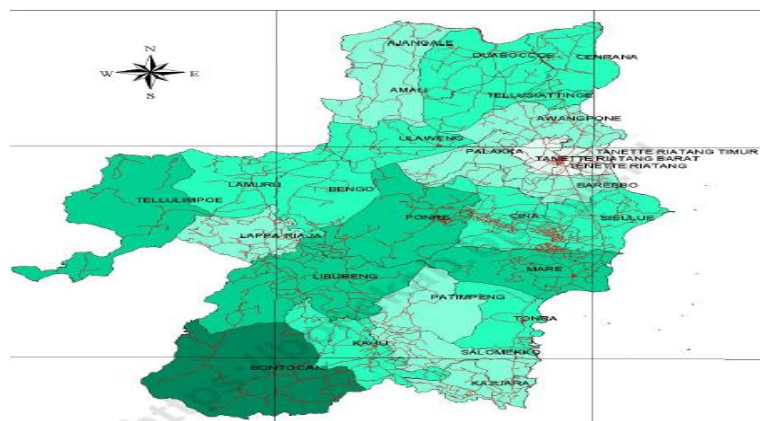 N
W E
S
AJANGALE
DUABOCCOE
CENRANA
AMALI
TELLUSIATTINGE
AWANGPONE
ULAWENG
PALAKKA
TANETTE RIATANG TIMUR
TANETTE RIATANG BARAT
TENETTE RIATANG
LAMURU
BENGO
BAREBBO
TELLULIMPOE
PONRE
CINA
SIBULUE
LAPPA RIAJA
LIBURENG
MARE
PATIMPENG
TONRA
KAHU
SALOMEKKO
BONTOCANI
KAJUARA